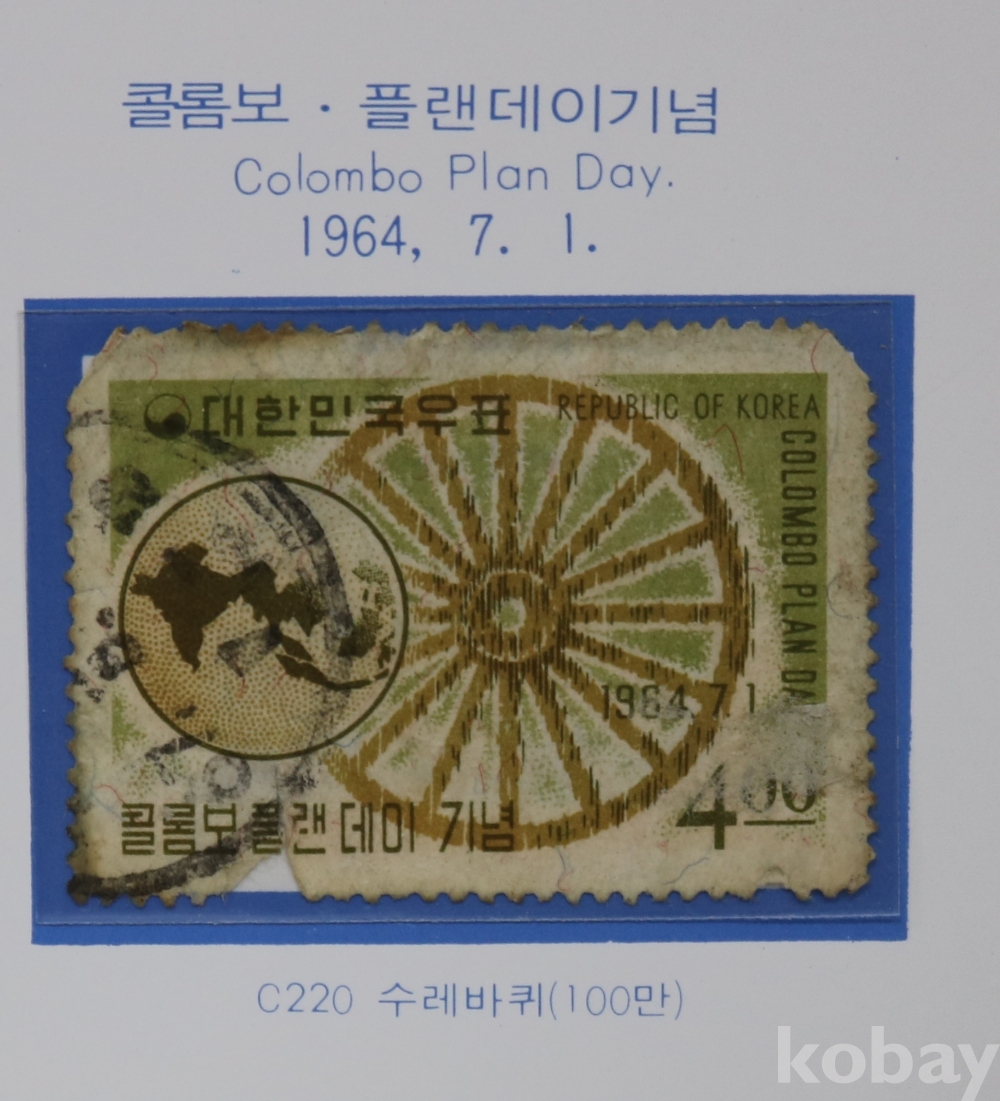 콜롬보 · 플랜데이기념
Colombo Plan Day.
1964, 7. 1.
대한민국우표
REPUBLIC OF KOREA
COLOMBO PLAN DA
1964.7.1
4.00
콜롬보 플랜 데이 기념
C220 수레바퀴(100만)
kobay